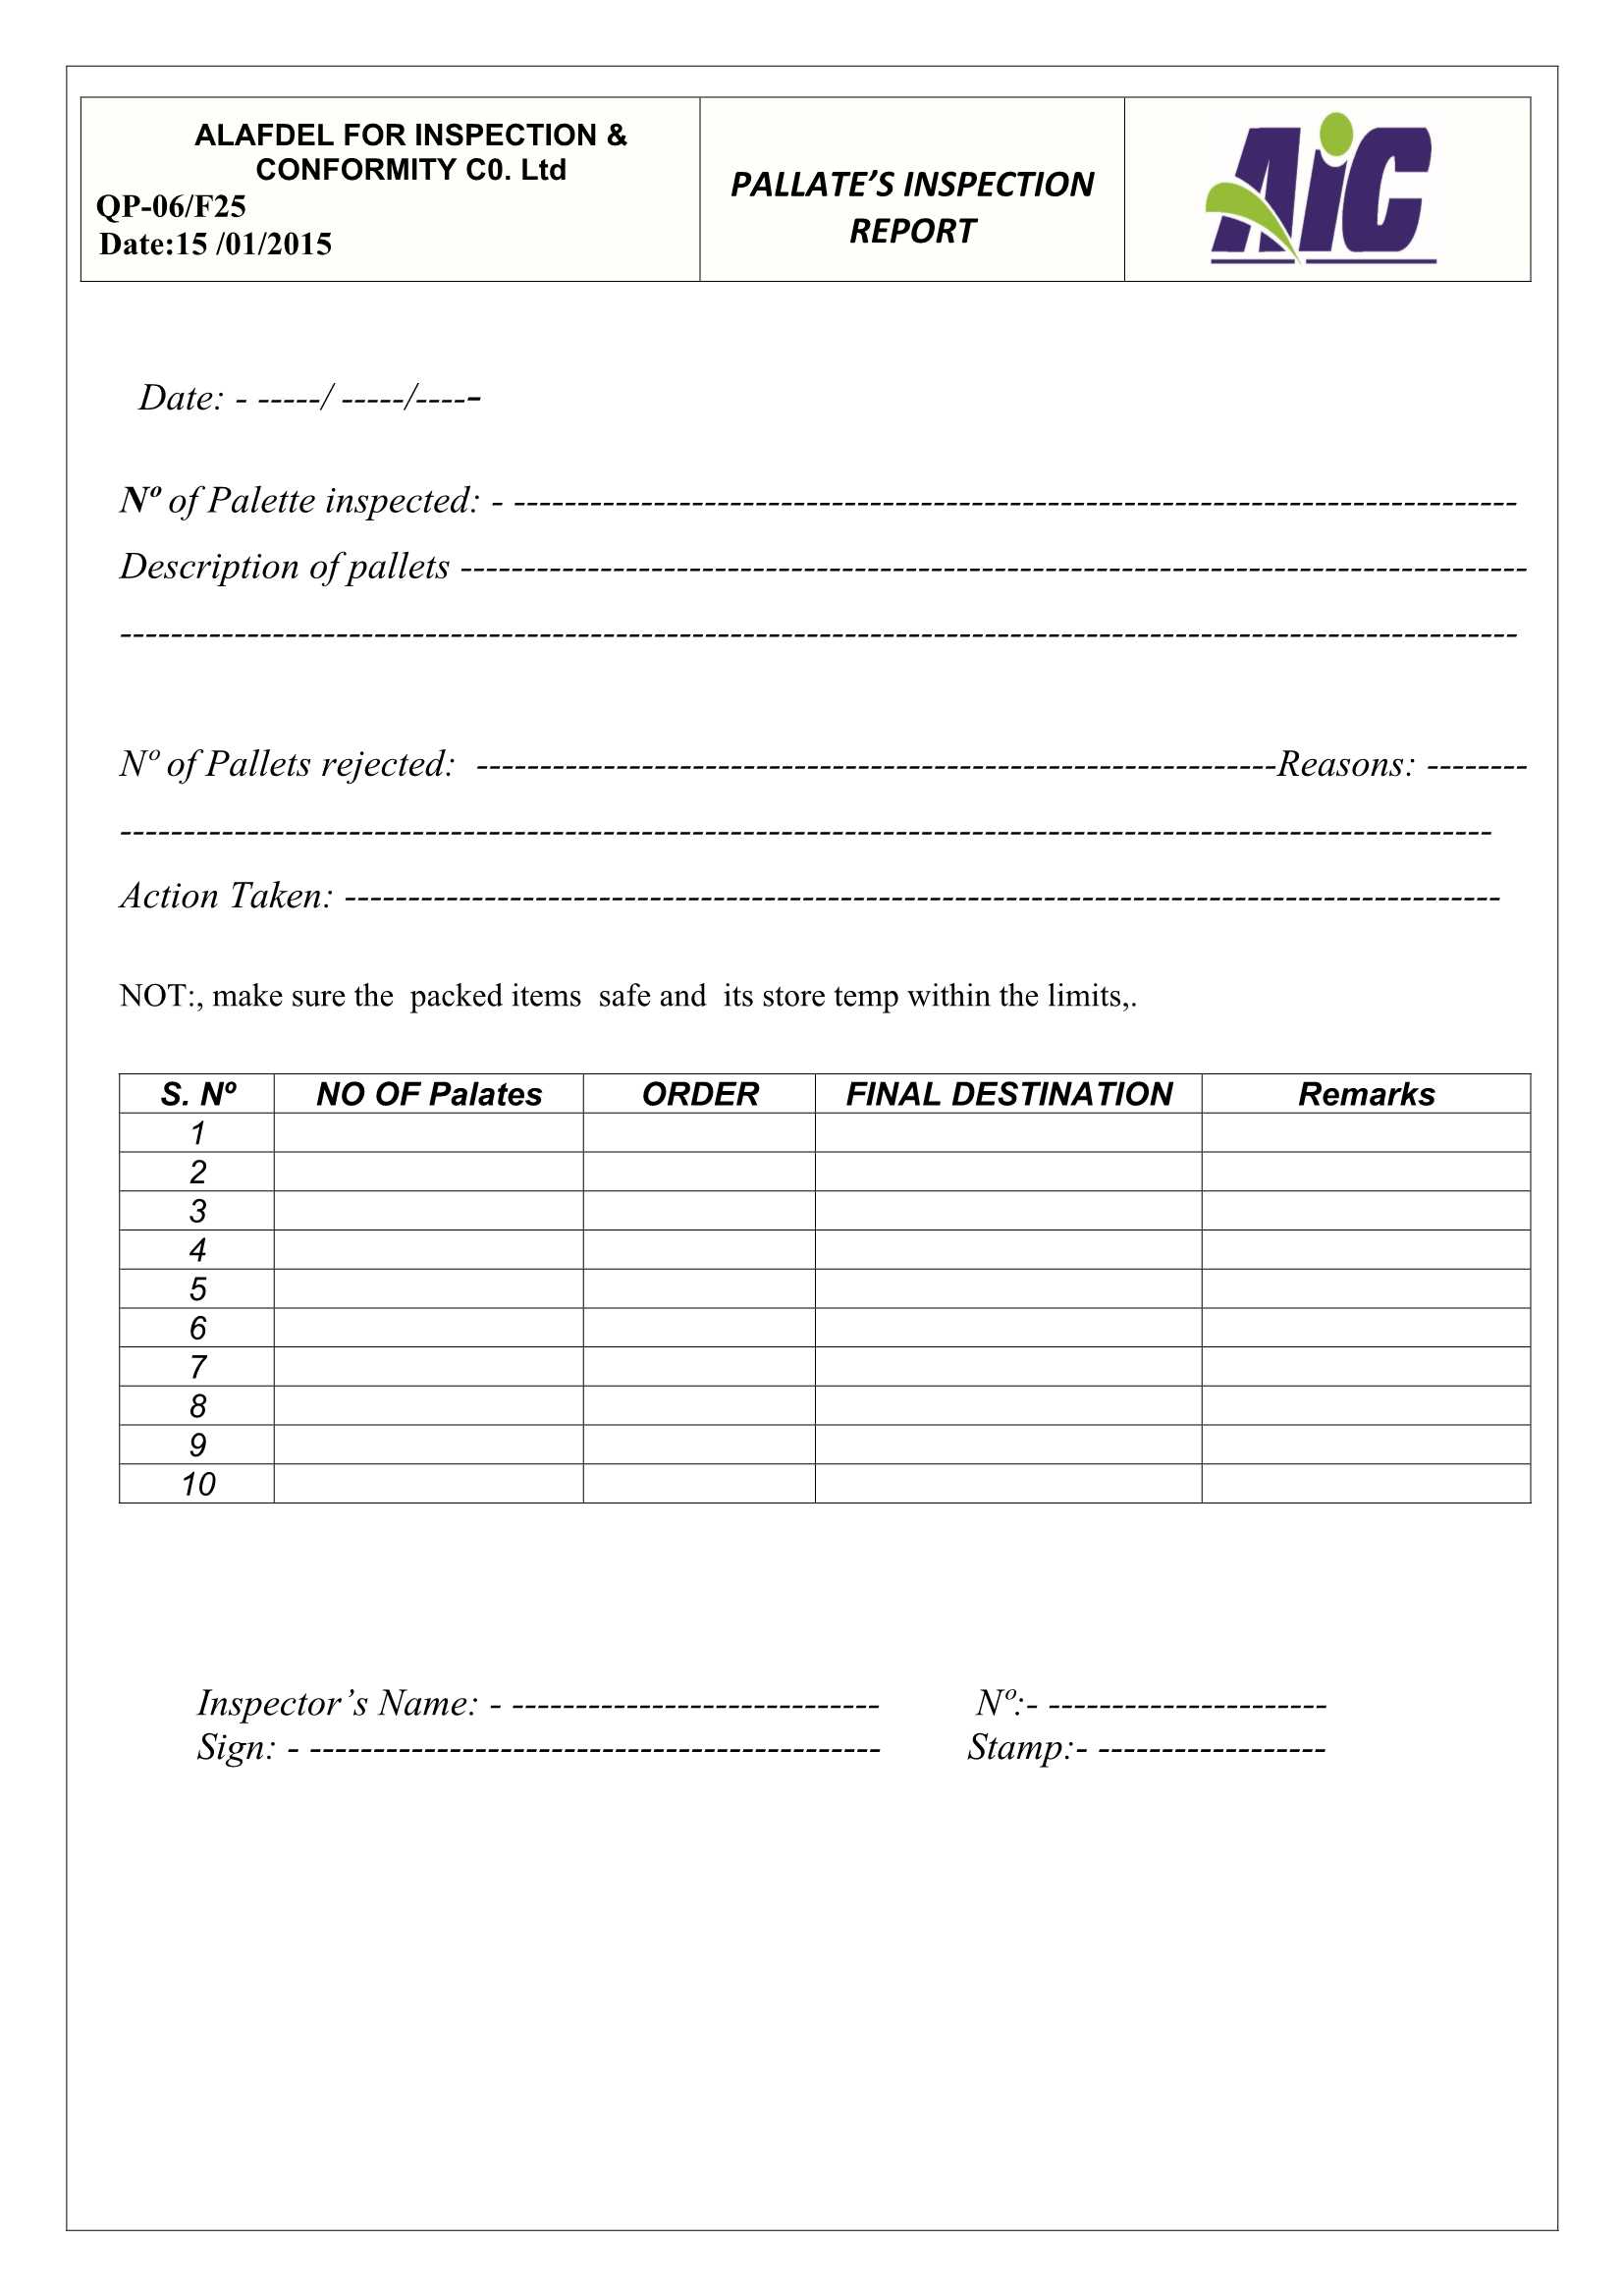 ALAFDEL FOR INSPECTION &
CONFORMITY C0. Ltd
QP-06/F25
Date:15 /01/2015
PALLATE’S INSPECTION
REPORT
AiC
Date: - -----/ -----/-----
Nº of Palette inspected: - -------------------------------------------------------------------------------
Description of pallets ------------------------------------------------------------------------------------
--------------------------------------------------------------------------------------------------------------
Nº of Pallets rejected:  ---------------------------------------------------------------Reasons: --------
------------------------------------------------------------------------------------------------------------
Action Taken: -------------------------------------------------------------------------------------------
NOT:, make sure the  packed items  safe and  its store temp within the limits,.
S. Nº NO OF Palates ORDER FINAL DESTINATION Remarks
1
2
3
4
5
6
7
8
9
10
Inspector’s Name: - ----------------------------- Nº:- ----------------------
Sign: - --------------------------------------------- Stamp:- ------------------